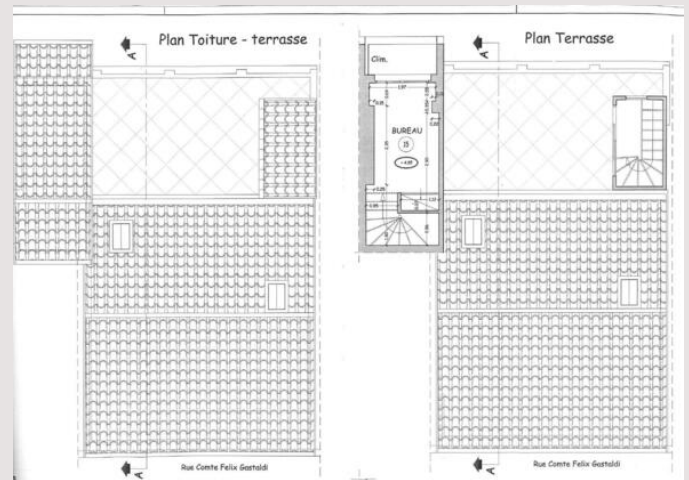 Plan Toiture - terrasse
A
Rue Comte Felix Gastaldi
A
Plan Terrasse
A
Clim.
BUREAU
15
Rue Comte Felix Gastaldi
A